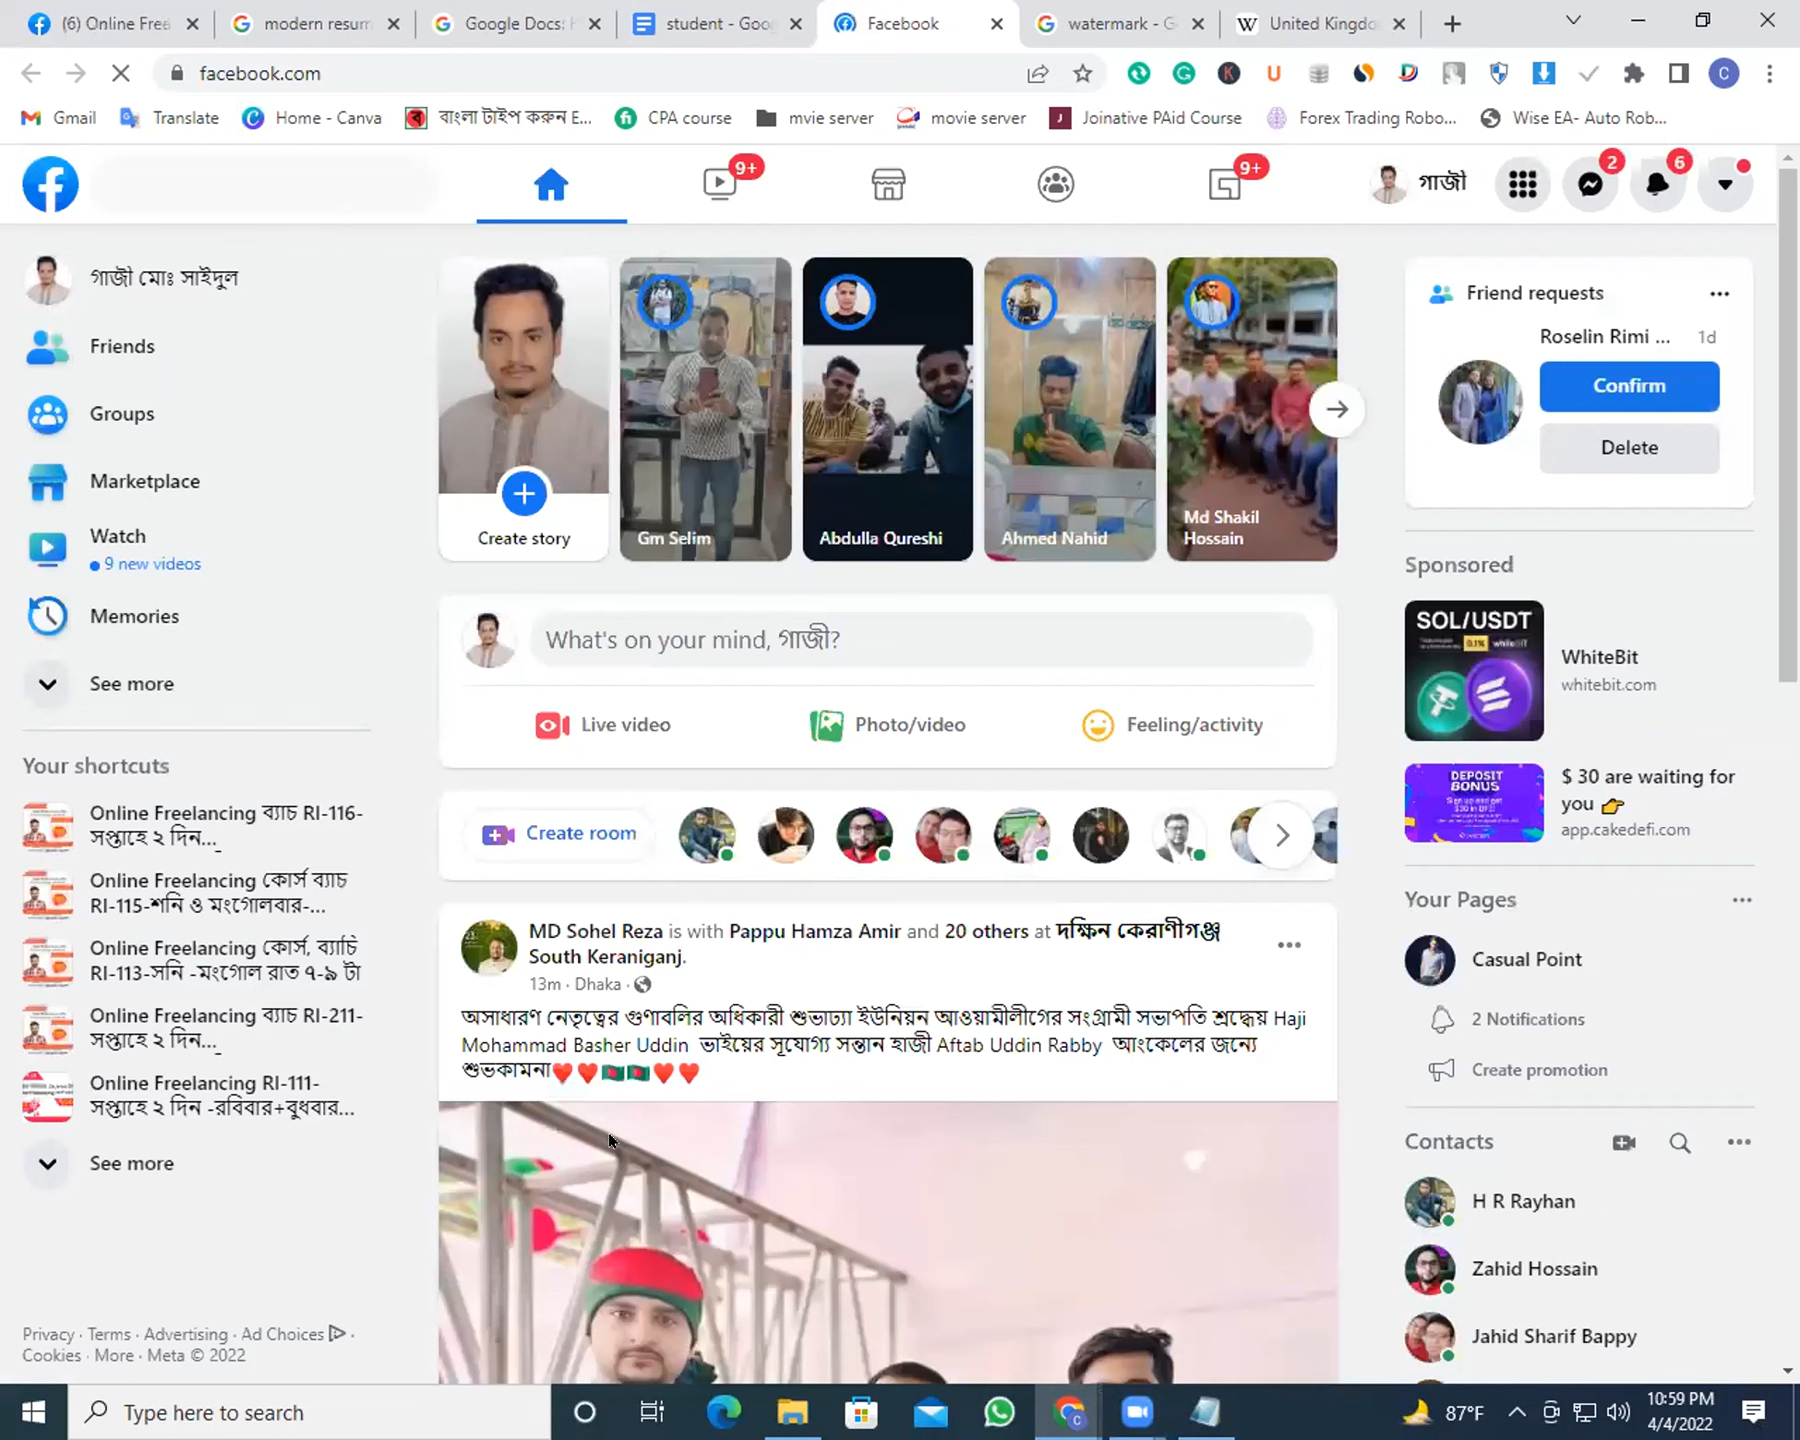 (6) Online Free
modern resum
Google Docs:
student - Goo
Facebook
watermark - G
United Kingdo
facebook.com
C
Gmail
Translate
Home - Canva
বাংলা টাইপ করুন E...
CPA course
mvie server
movie server
Joinative PAid Course
Forex Trading Robo...
Wise EA- Auto Rob...
9+
9+
গাজী
2
6
গাজী মোঃ সাইদুল
Friends
Groups
Marketplace
Watch
9 new videos
Memories
See more
Your shortcuts
Online Freelancing ব্যাচ RI-116-
সপ্তাহে ২ দিন...
Online Freelancing কোর্স ব্যাচ
RI-115-শনি ও মংগোলবার-...
Online Freelancing কোর্স, ব্যাচ
RI-113-সনি -মংগোল রাত ৭-৯ টা
Online Freelancing ব্যাচ RI-211-
সপ্তাহে ২ দিন...
Online Freelancing RI-111-
সপ্তাহে ২ দিন -রবিবার+বুধবার...
See more
Privacy · Terms · Advertising · Ad Choices ·
Cookies · More · Meta © 2022
Create story
Gm Selim
Abdulla Qureshi
Ahmed Nahid
Md Shakil
Hossain
What's on your mind, গাজী?
Live video
Photo/video
Feeling/activity
Create room
MD Sohel Reza is with Pappu Hamza Amir and 20 others at দক্ষিন কেরাণীগঞ্জ
South Keraniganj.
13m · Dhaka ·
অসাধারণ নেতৃত্বের গুণাবলির অধিকারী শুভাঢ্যা ইউনিয়ন আওয়ামীলীগের সংগ্রামী সভাপতি শ্রদ্ধেয় Haji
Mohammad Basher Uddin ভাইয়ের সূযোগ্য সন্তান হাজী Aftab Uddin Rabby আংকেলের জন্যে
শুভকামনা❤️❤️🇧🇩🇧🇩❤️❤️
Friend requests
Roselin Rimi ... 1d
Confirm
Delete
Sponsored
SOL/USDT
0.1% whiteBIT
WhiteBit
whitebit.com
DEPOSIT
BONUS
$ 30 are waiting for
you 👉
app.cakedefi.com
Your Pages
Casual Point
2 Notifications
Create promotion
Contacts
H R Rayhan
Zahid Hossain
Jahid Sharif Bappy
Type here to search
87°F
10:59 PM
4/4/2022